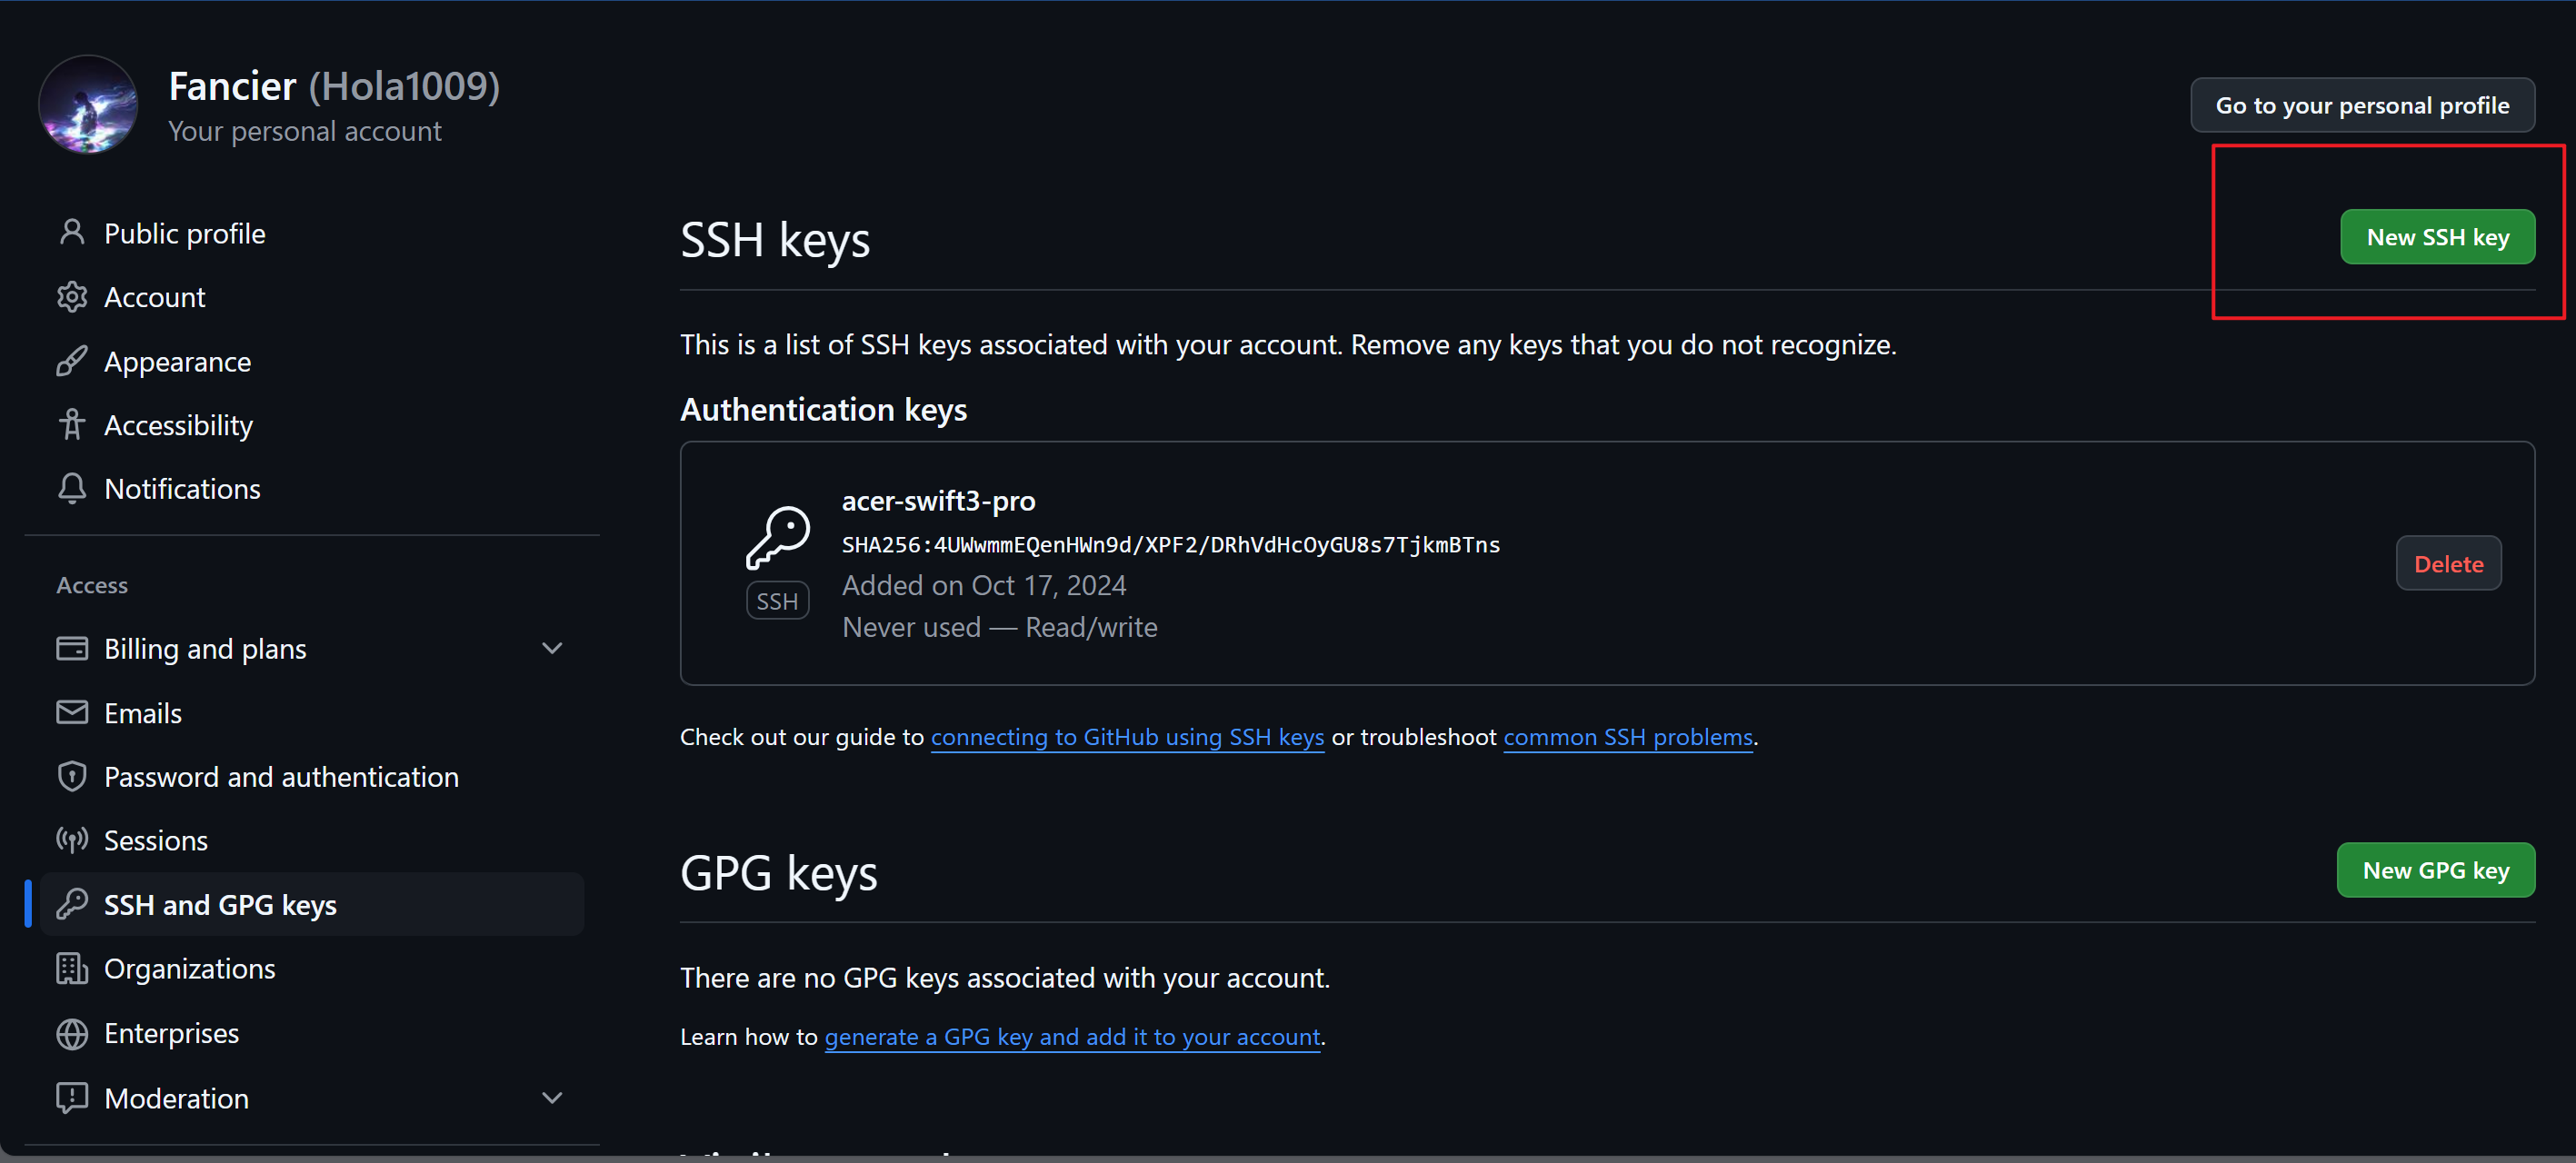 Fancier (Hola1009)
Your personal account
Go to your personal profile
Public profile
Account
Appearance
Accessibility
Notifications
Access
Billing and plans
Emails
Password and authentication
Sessions
SSH and GPG keys
Organizations
Enterprises
Moderation
SSH keys
New SSH key
This is a list of SSH keys associated with your account. Remove any keys that you do not recognize.
Authentication keys
acer-swift3-pro
SHA256:4UWwmmEQenHWn9d/XPF2/DRhVdHcOyGU8s7TjkmBTns
Added on Oct 17, 2024
Never used — Read/write
SSH
Delete
Check out our guide to connecting to GitHub using SSH keys or troubleshoot common SSH problems.
GPG keys
New GPG key
There are no GPG keys associated with your account.
Learn how to generate a GPG key and add it to your account.